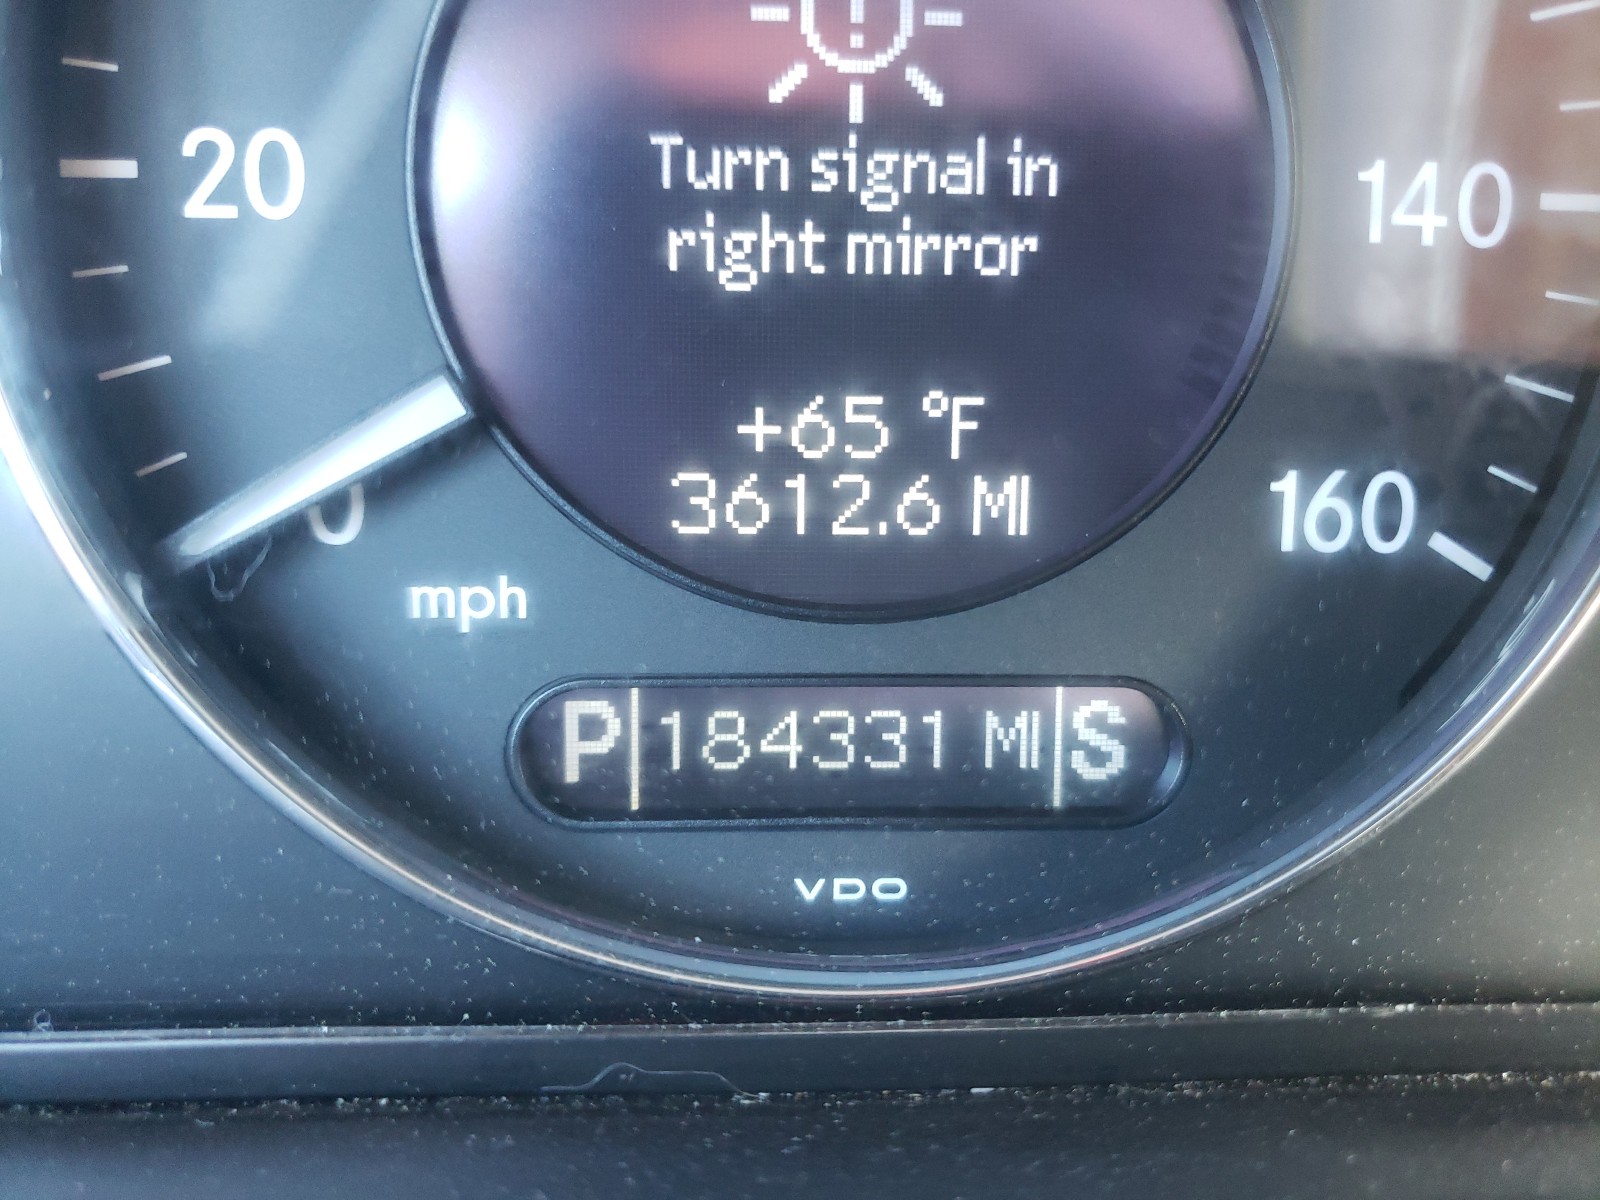 20
140
Turn signal in
right mirror
+65 °F
3612.6 MI
0
160
mph
P 184331 MI S
VDO